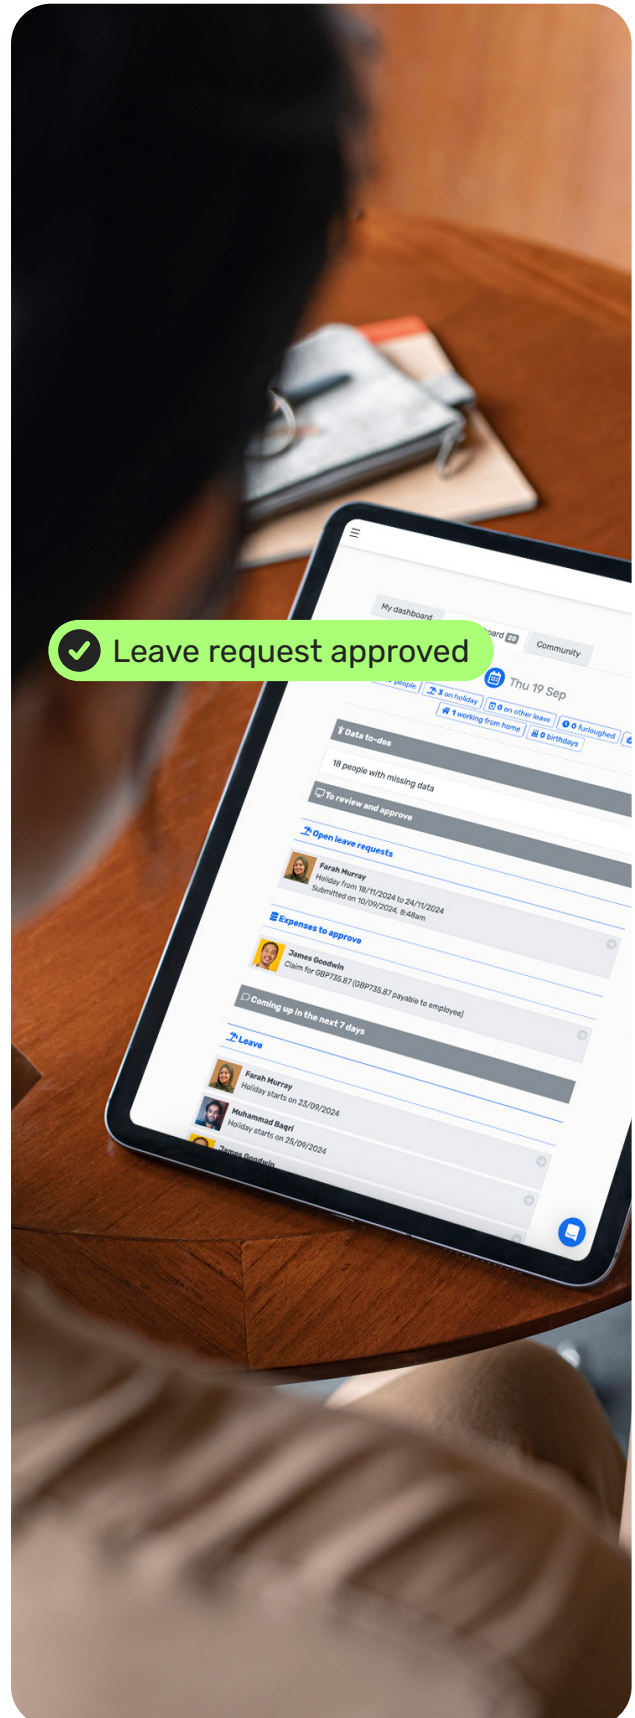 Leave request approved
My dashboard
20
Community
Thu 19 Sep
people
3 on holiday
0 on other leave
0 furloughed
1 working from home
0 birthdays
Data to-dos
18 people with missing data
To review and approve
Open leave requests
Farah Murray
Holiday from 18/11/2024 to 24/11/2024
Submitted on 10/09/2024, 8:48am
Expenses to approve
James Goodwin
Claim for GBP735.87 (GBP735.87 payable to employee)
Coming up in the next 7 days
Leave
Farah Murray
Holiday starts on 23/09/2024
Muhammad Baqri
Holiday starts on 25/09/2024
James Goodwin